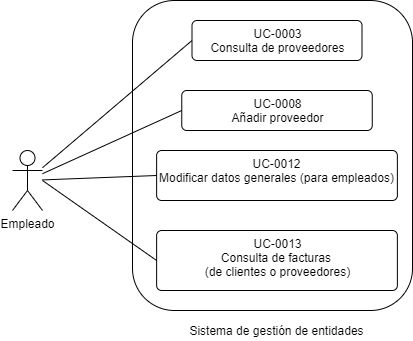 UC-0003
Consulta de proveedores
UC-0008
Añadir proveedor
UC-0012
Modificar datos generales (para empleados)
Empleado
UC-0013
Consulta de facturas
(de clientes o proveedores)
Sistema de gestión de entidades